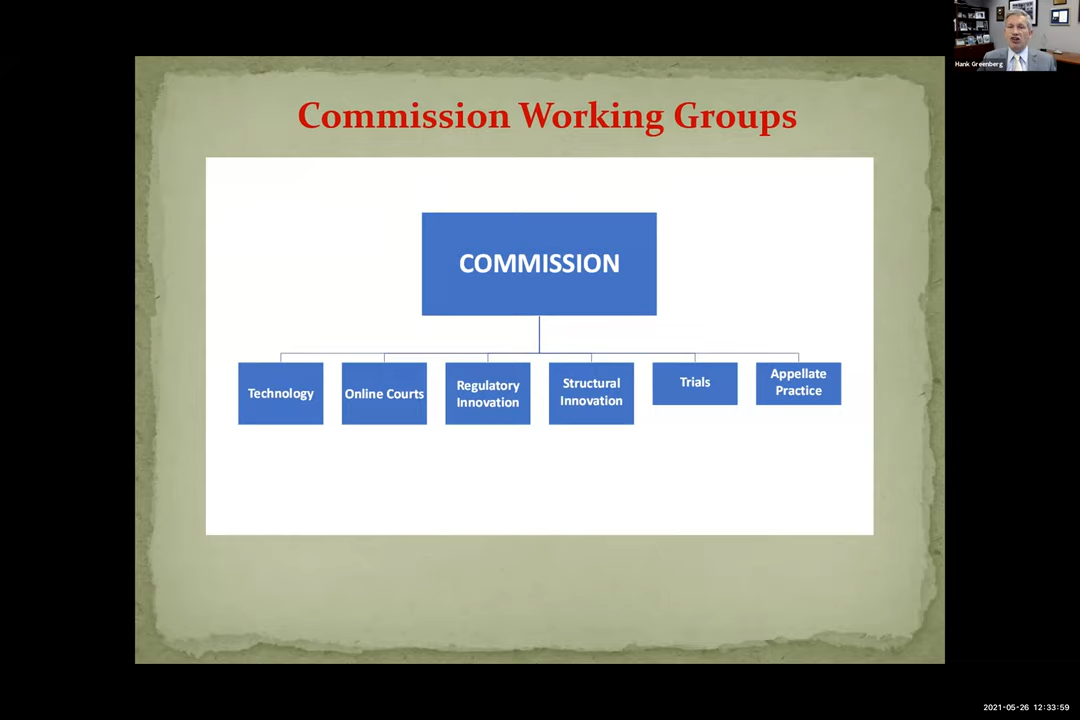 Hank Greenberg
Commission Working Groups
COMMISSION
Technology
Online Courts
Regulatory
Innovation
Structural
Innovation
Trials
Appellate
Practice
2021-05-26 12:33:59